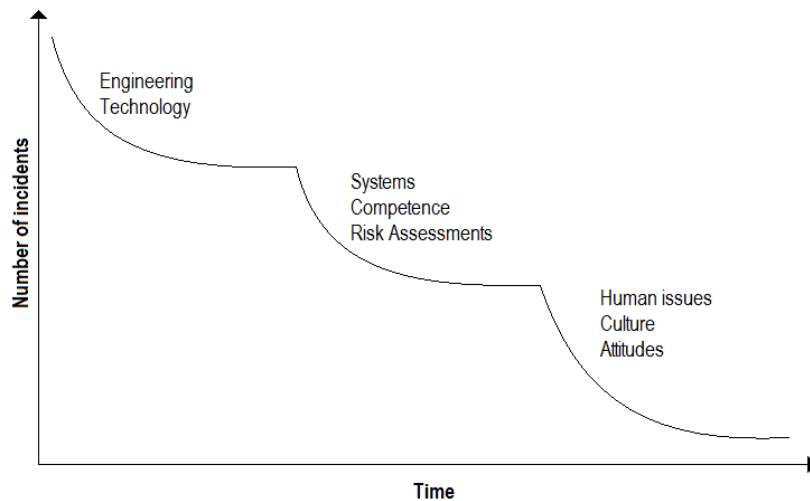 Engineering
Technology
Systems
Competence
Risk Assessments
Human issues
Culture
Attitudes
Number of incidents
Time